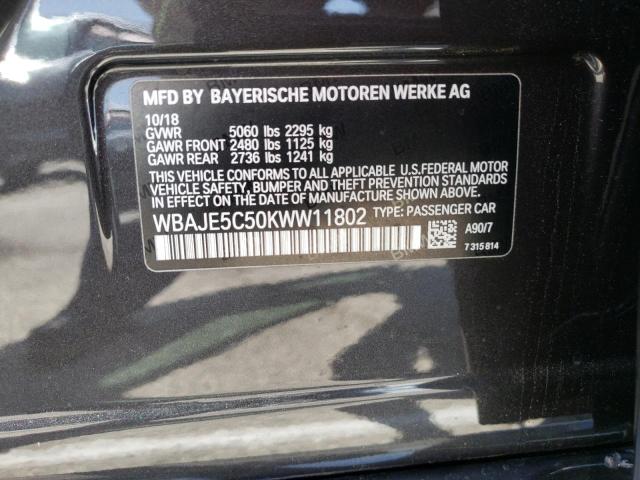 MFD BY BAYERISCHE MOTOREN WERKE AG
10/18
GVWR 5060 lbs 2295 kg
GAWR FRONT 2480 lbs 1125 kg
GAWR REAR 2736 lbs 1241 kg
THIS VEHICLE CONFORMS TO ALL APPLICABLE U.S.FEDERAL MOTOR
VEHICLE SAFETY, BUMPER AND THEFT PREVENTION STANDARDS
IN EFFECT ON THE DATE OF MANUFACTURE SHOWN ABOVE.
WBAJE5C50KWW11802 TYPE: PASSENGER CAR
A90/7
7 315 814